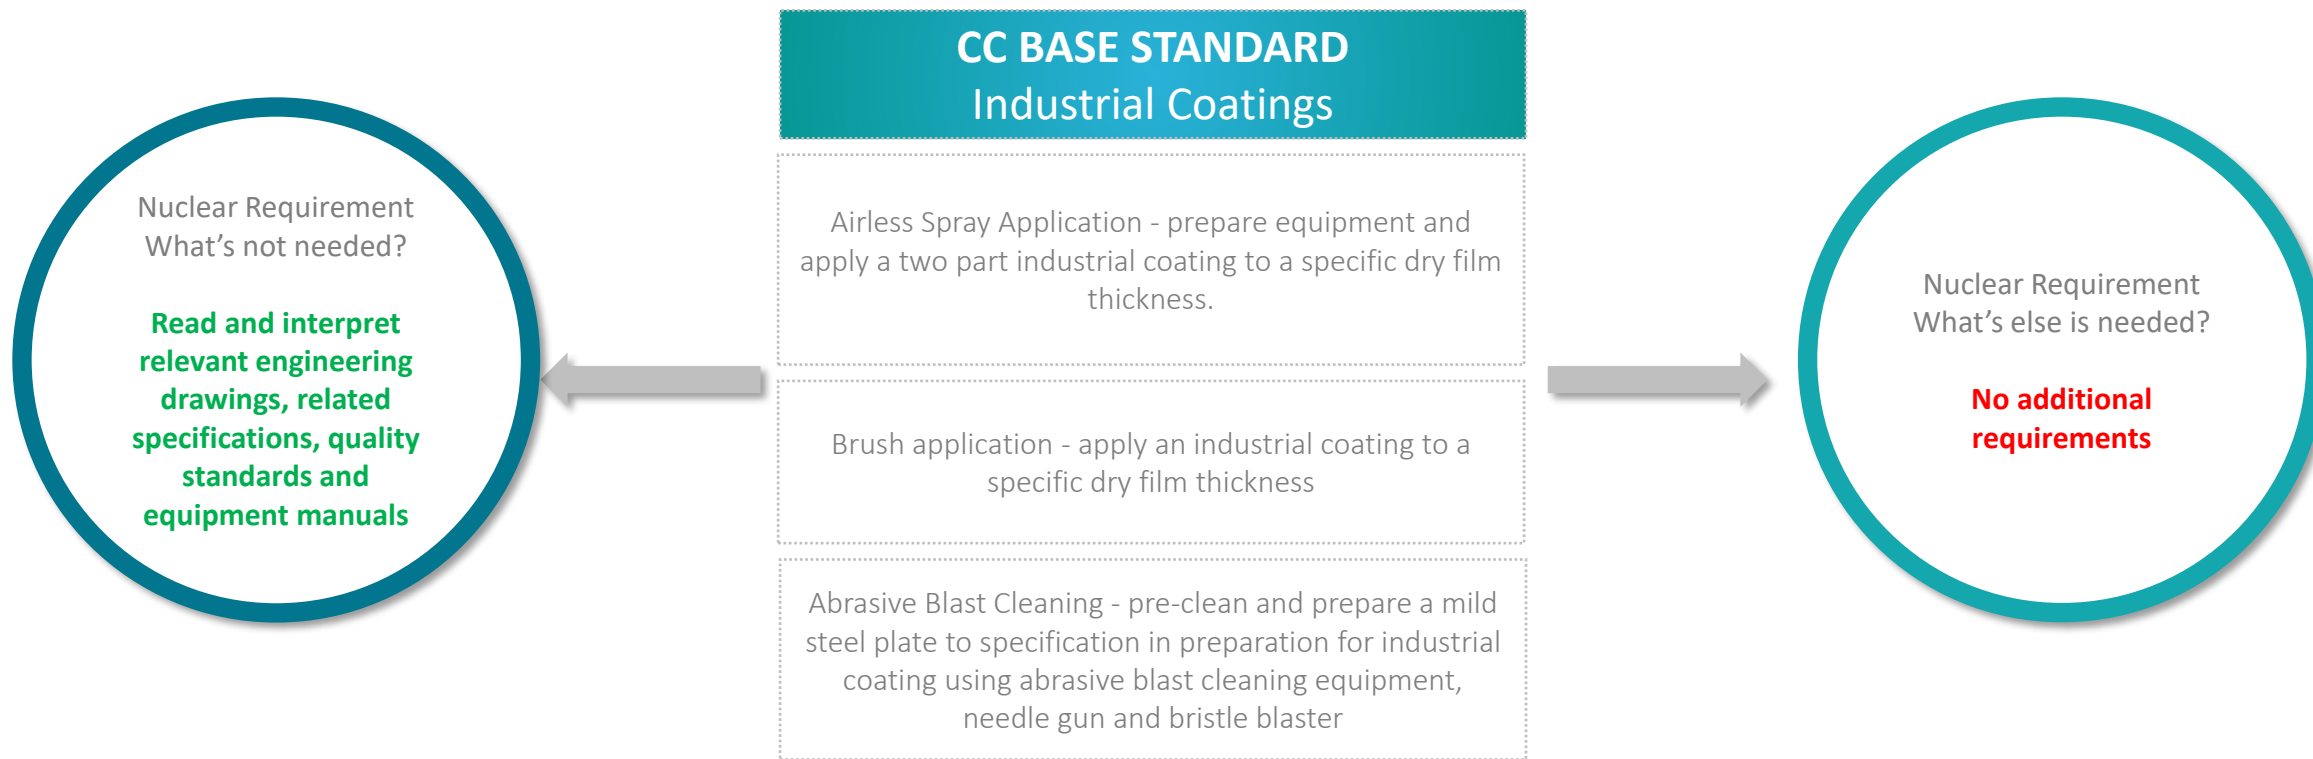 CC BASE STANDARD
Industrial Coatings
Nuclear Requirement
What's not needed?
Read and interpret
relevant engineering
drawings, related
specifications, quality
standards and
equipment manuals
Airless Spray Application - prepare equipment and
apply a two part industrial coating to a specific dry film
thickness.
Brush application - apply an industrial coating to a
specific dry film thickness
Abrasive Blast Cleaning - pre-clean and prepare a mild
steel plate to specification in preparation for industrial
coating using abrasive blast cleaning equipment,
needle gun and bristle blaster
Nuclear Requirement
What's else is needed?
No additional
requirements